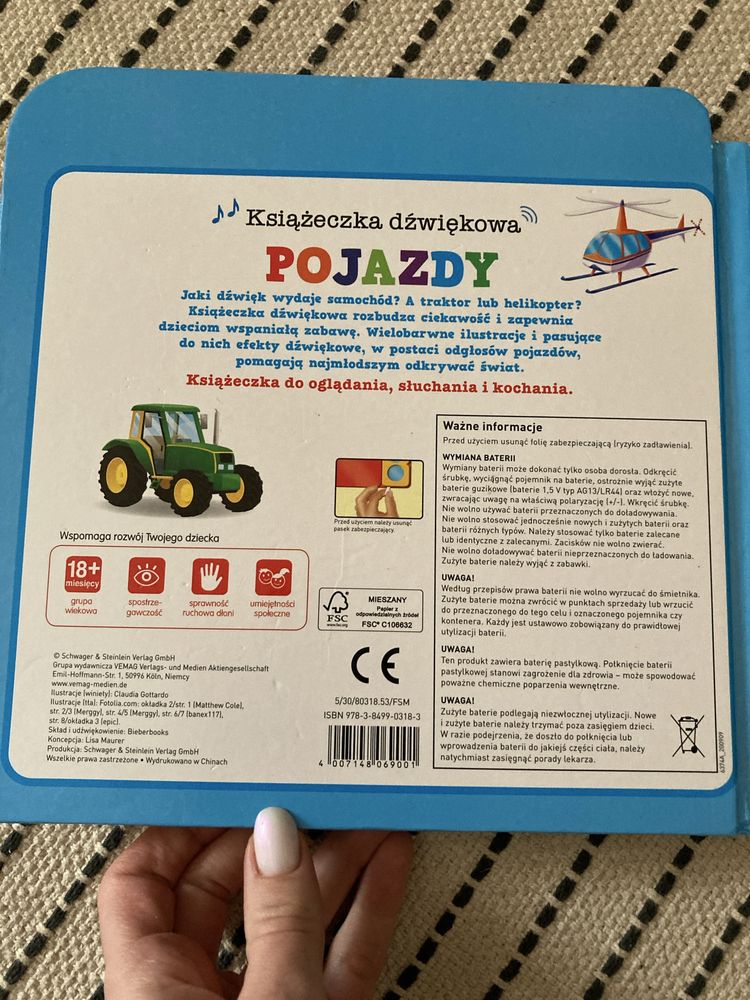 Książeczka dźwiękowa
POJAZDY
Jaki dźwięk wydaje samochód? A traktor lub helikopter?
Książeczka dźwiękowa rozbudza ciekawość i zapewnia
dzieciom wspaniałą zabawę. Wielobarwne ilustracje i pasujące
do nich efekty dźwiękowe, w postaci odgłosów pojazdów,
pomagają najmłodszym odkrywać świat.
Książeczka do oglądania, słuchania i kochania.
Przed użyciem należy usunąć
pasek zabezpieczający.
Wspomaga rozwój Twojego dziecka
18+
miesięcy
grupa
wiekowa
spostrze-
gawczość
sprawność
ruchowa dłoni
umiejętności
społeczne
FSC
www.fsc.org
MIESZANY
Papier z
odpowiedzialnych źródeł
FSC® C106632
© Schwager & Steinlein Verlag GmbH
Grupa wydawnicza VEMAG Verlags- und Medien Aktiengesellschaft
Emil-Hoffmann-Str. 1, 50996 Köln, Niemcy
www.vemag-medien.de
Ilustracje (winiety): Claudia Gottardo
Ilustracje (tła): Fotolia.com: okładka 2/str. 1 (Matthew Cole),
str. 2/3 (Merggy), str. 4/5 (Merggy), str. 6/7 (banex117),
str. 8/okładka 3 (epic).
Skład i udźwiękowienie: Bieberbooks
Koncepcja: Lisa Maurer
Produkcja: Schwager & Steinlein Verlag GmbH
Wszelkie prawa zastrzeżone • Wydrukowano w Chinach
CE
5/30/80318.53/FSM
ISBN 978-3-8499-0318-3
4 007148 069001
Ważne informacje
Przed użyciem usunąć folię zabezpieczającą (ryzyko zadławienia).
WYMIANA BATERII
Wymiany baterii może dokonać tylko osoba dorosła. Odkręcić
śrubkę, wyciągnąć pojemnik na baterie, ostrożnie wyjąć zużyte
baterie guzikowe (baterie 1,5 V typ AG13/LR44) oraz włożyć nowe,
zwracając uwagę na właściwą polaryzację (+/-). Wkręcić śrubkę.
Nie wolno używać baterii przeznaczonych do doładowywania.
Nie wolno stosować jednocześnie nowych i zużytych baterii oraz
baterii różnych typów. Należy stosować tylko baterie zalecane
lub identyczne z zalecanymi. Zacisków nie wolno zwierać.
Nie wolno doładowywać baterii nieprzeznaczonych do ładowania.
Zużyte baterie należy wyjąć z zabawki.
UWAGA!
Według przepisów prawa baterii nie wolno wyrzucać do śmietnika.
Zużyte baterie można zwrócić w punktach sprzedaży lub wrzucić
do przeznaczonego do tego celu i oznaczonego pojemnika czy
kontenera. Każdy jest ustawowo zobowiązany do prawidłowej
utylizacji baterii.
UWAGA!
Ten produkt zawiera baterię pastylkową. Połknięcie baterii
pastylkowej stanowi zagrożenie dla zdrowia – może spowodować
poważne chemiczne poparzenia wewnętrzne.
UWAGA!
Zużyte baterie podlegają niezwłocznej utylizacji. Nowe
i zużyte baterie należy trzymać poza zasięgiem dzieci.
W razie podejrzenia, że doszło do połknięcia lub
wprowadzenia baterii do jakiejś części ciała, należy
natychmiast zasięgnąć porady lekarza.
6376A_200909